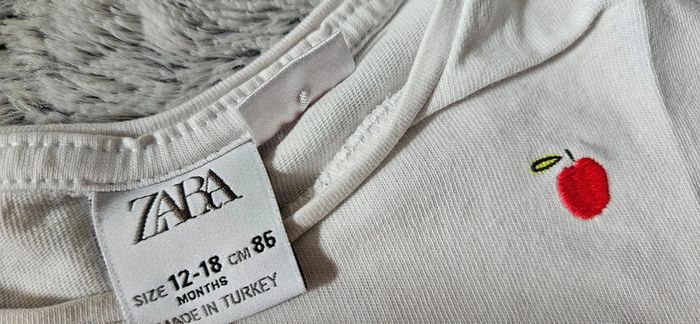 ZARA
SIZE 12-18 CM 86
MONTHS
MADE IN TURKEY